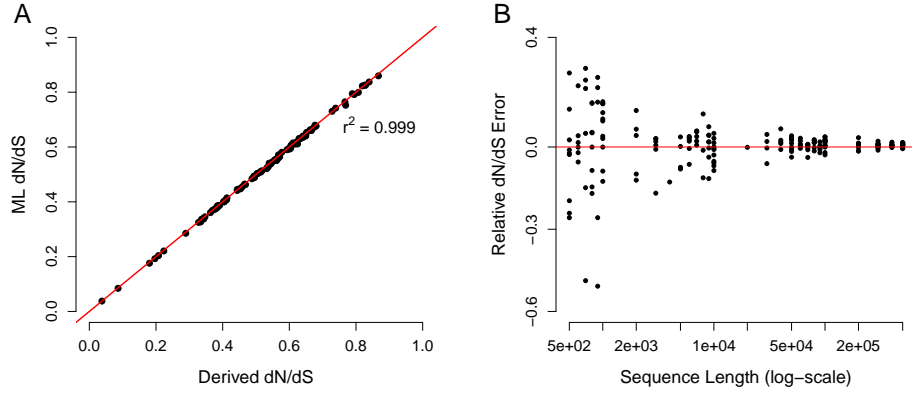 A
ML dN/dS
1.0
0.8
0.6
0.4
0.2
0.0
r² = 0.999
0.0 0.2 0.4 0.6 0.8 1.0
Derived dN/dS
B
Relative dN/dS Error
0.4
0.0
−0.3
−0.6
5e+02 2e+03 1e+04 5e+04 2e+05
Sequence Length (log−scale)